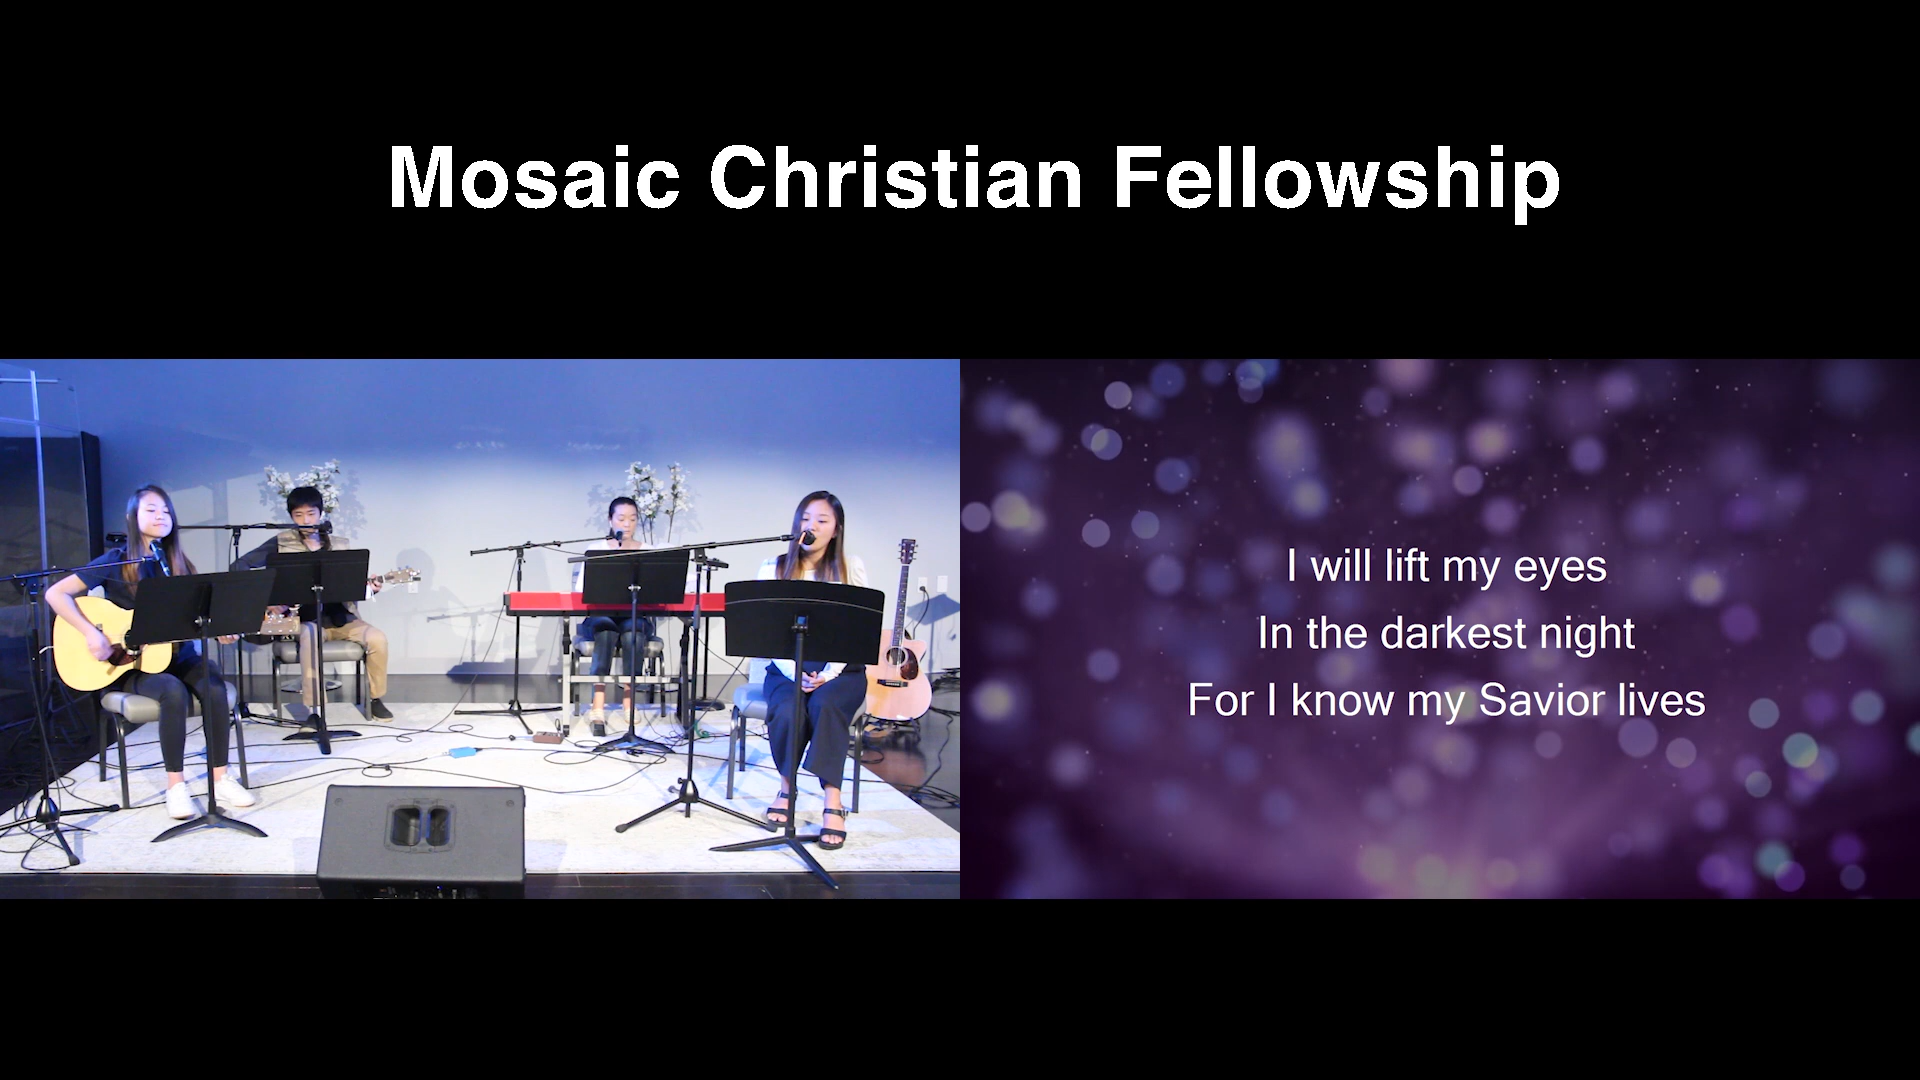 Mosaic Christian Fellowship
I will lift my eyes
In the darkest night
For I know my Savior lives